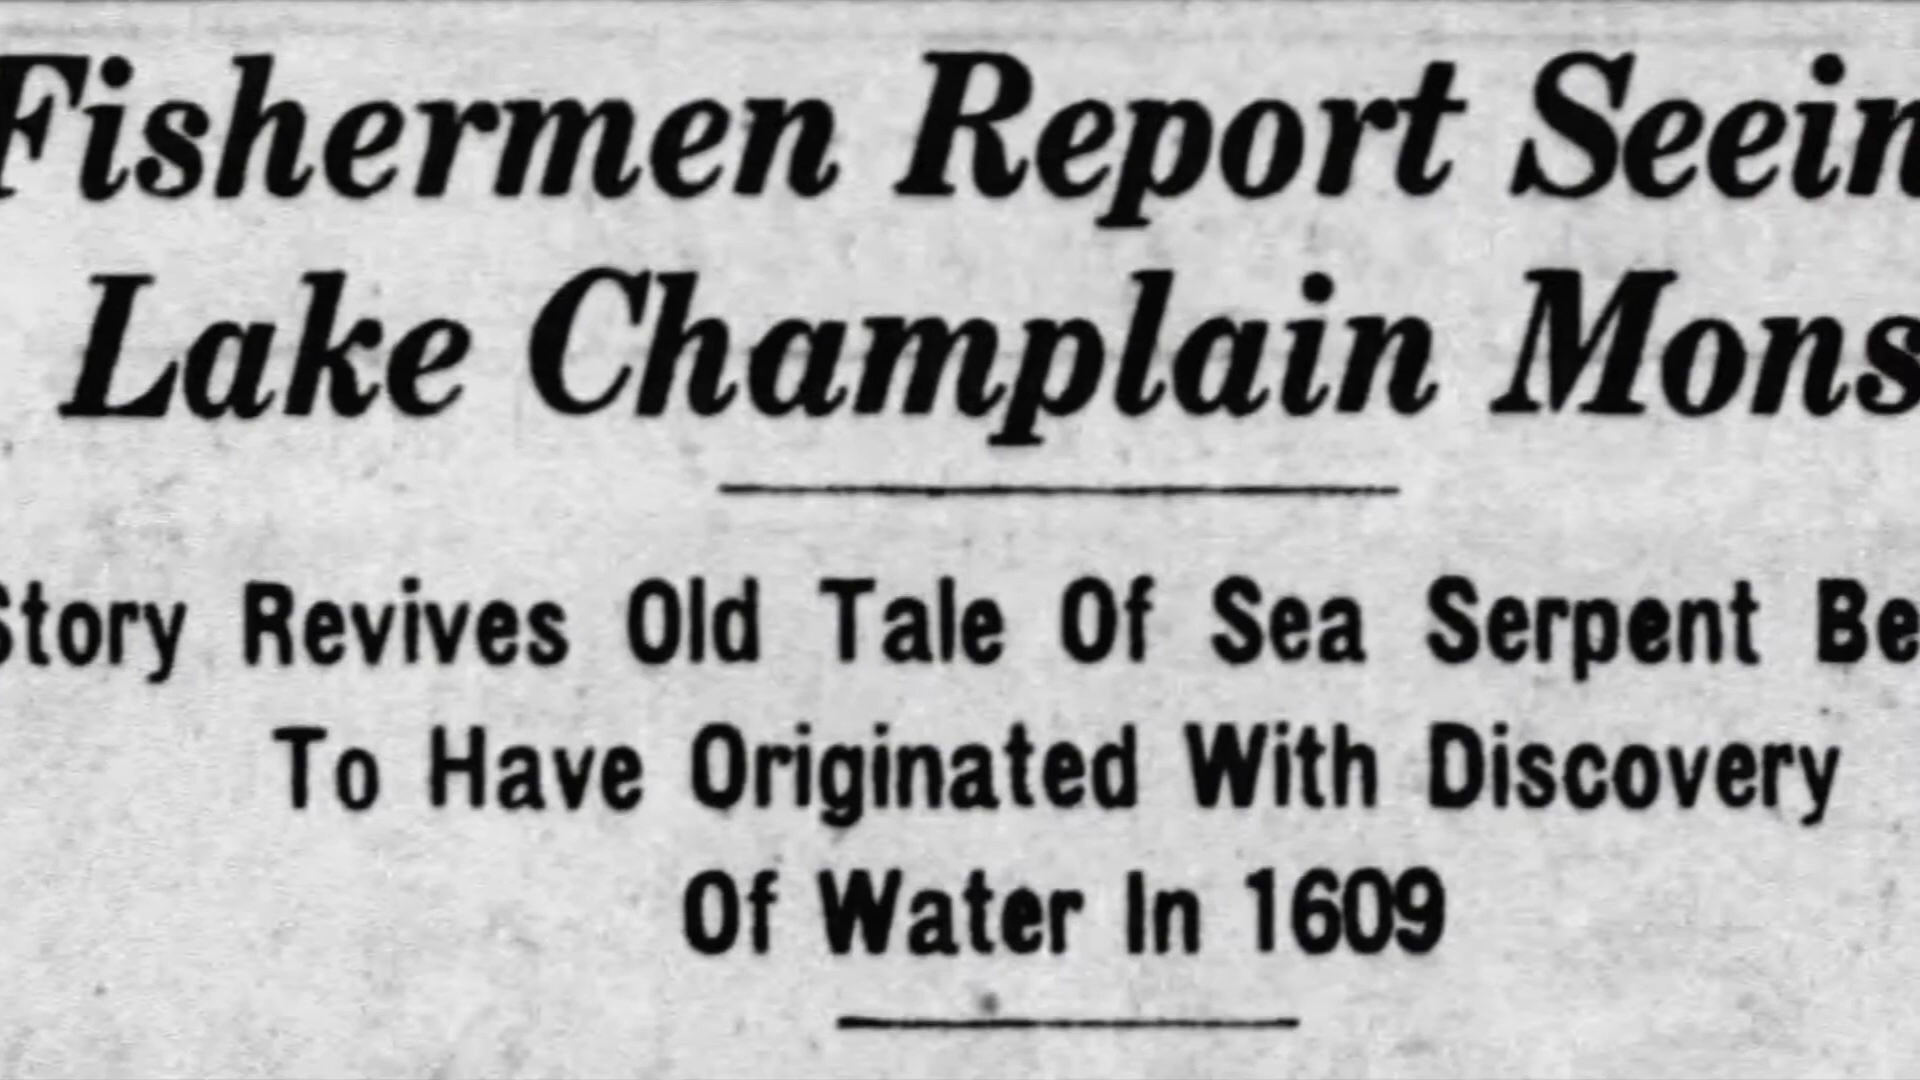 Fishermen Report Seein
Lake Champlain Mons
Story Revives Old Tale Of Sea Serpent Be
To Have Originated With Discovery
Of Water In 1609